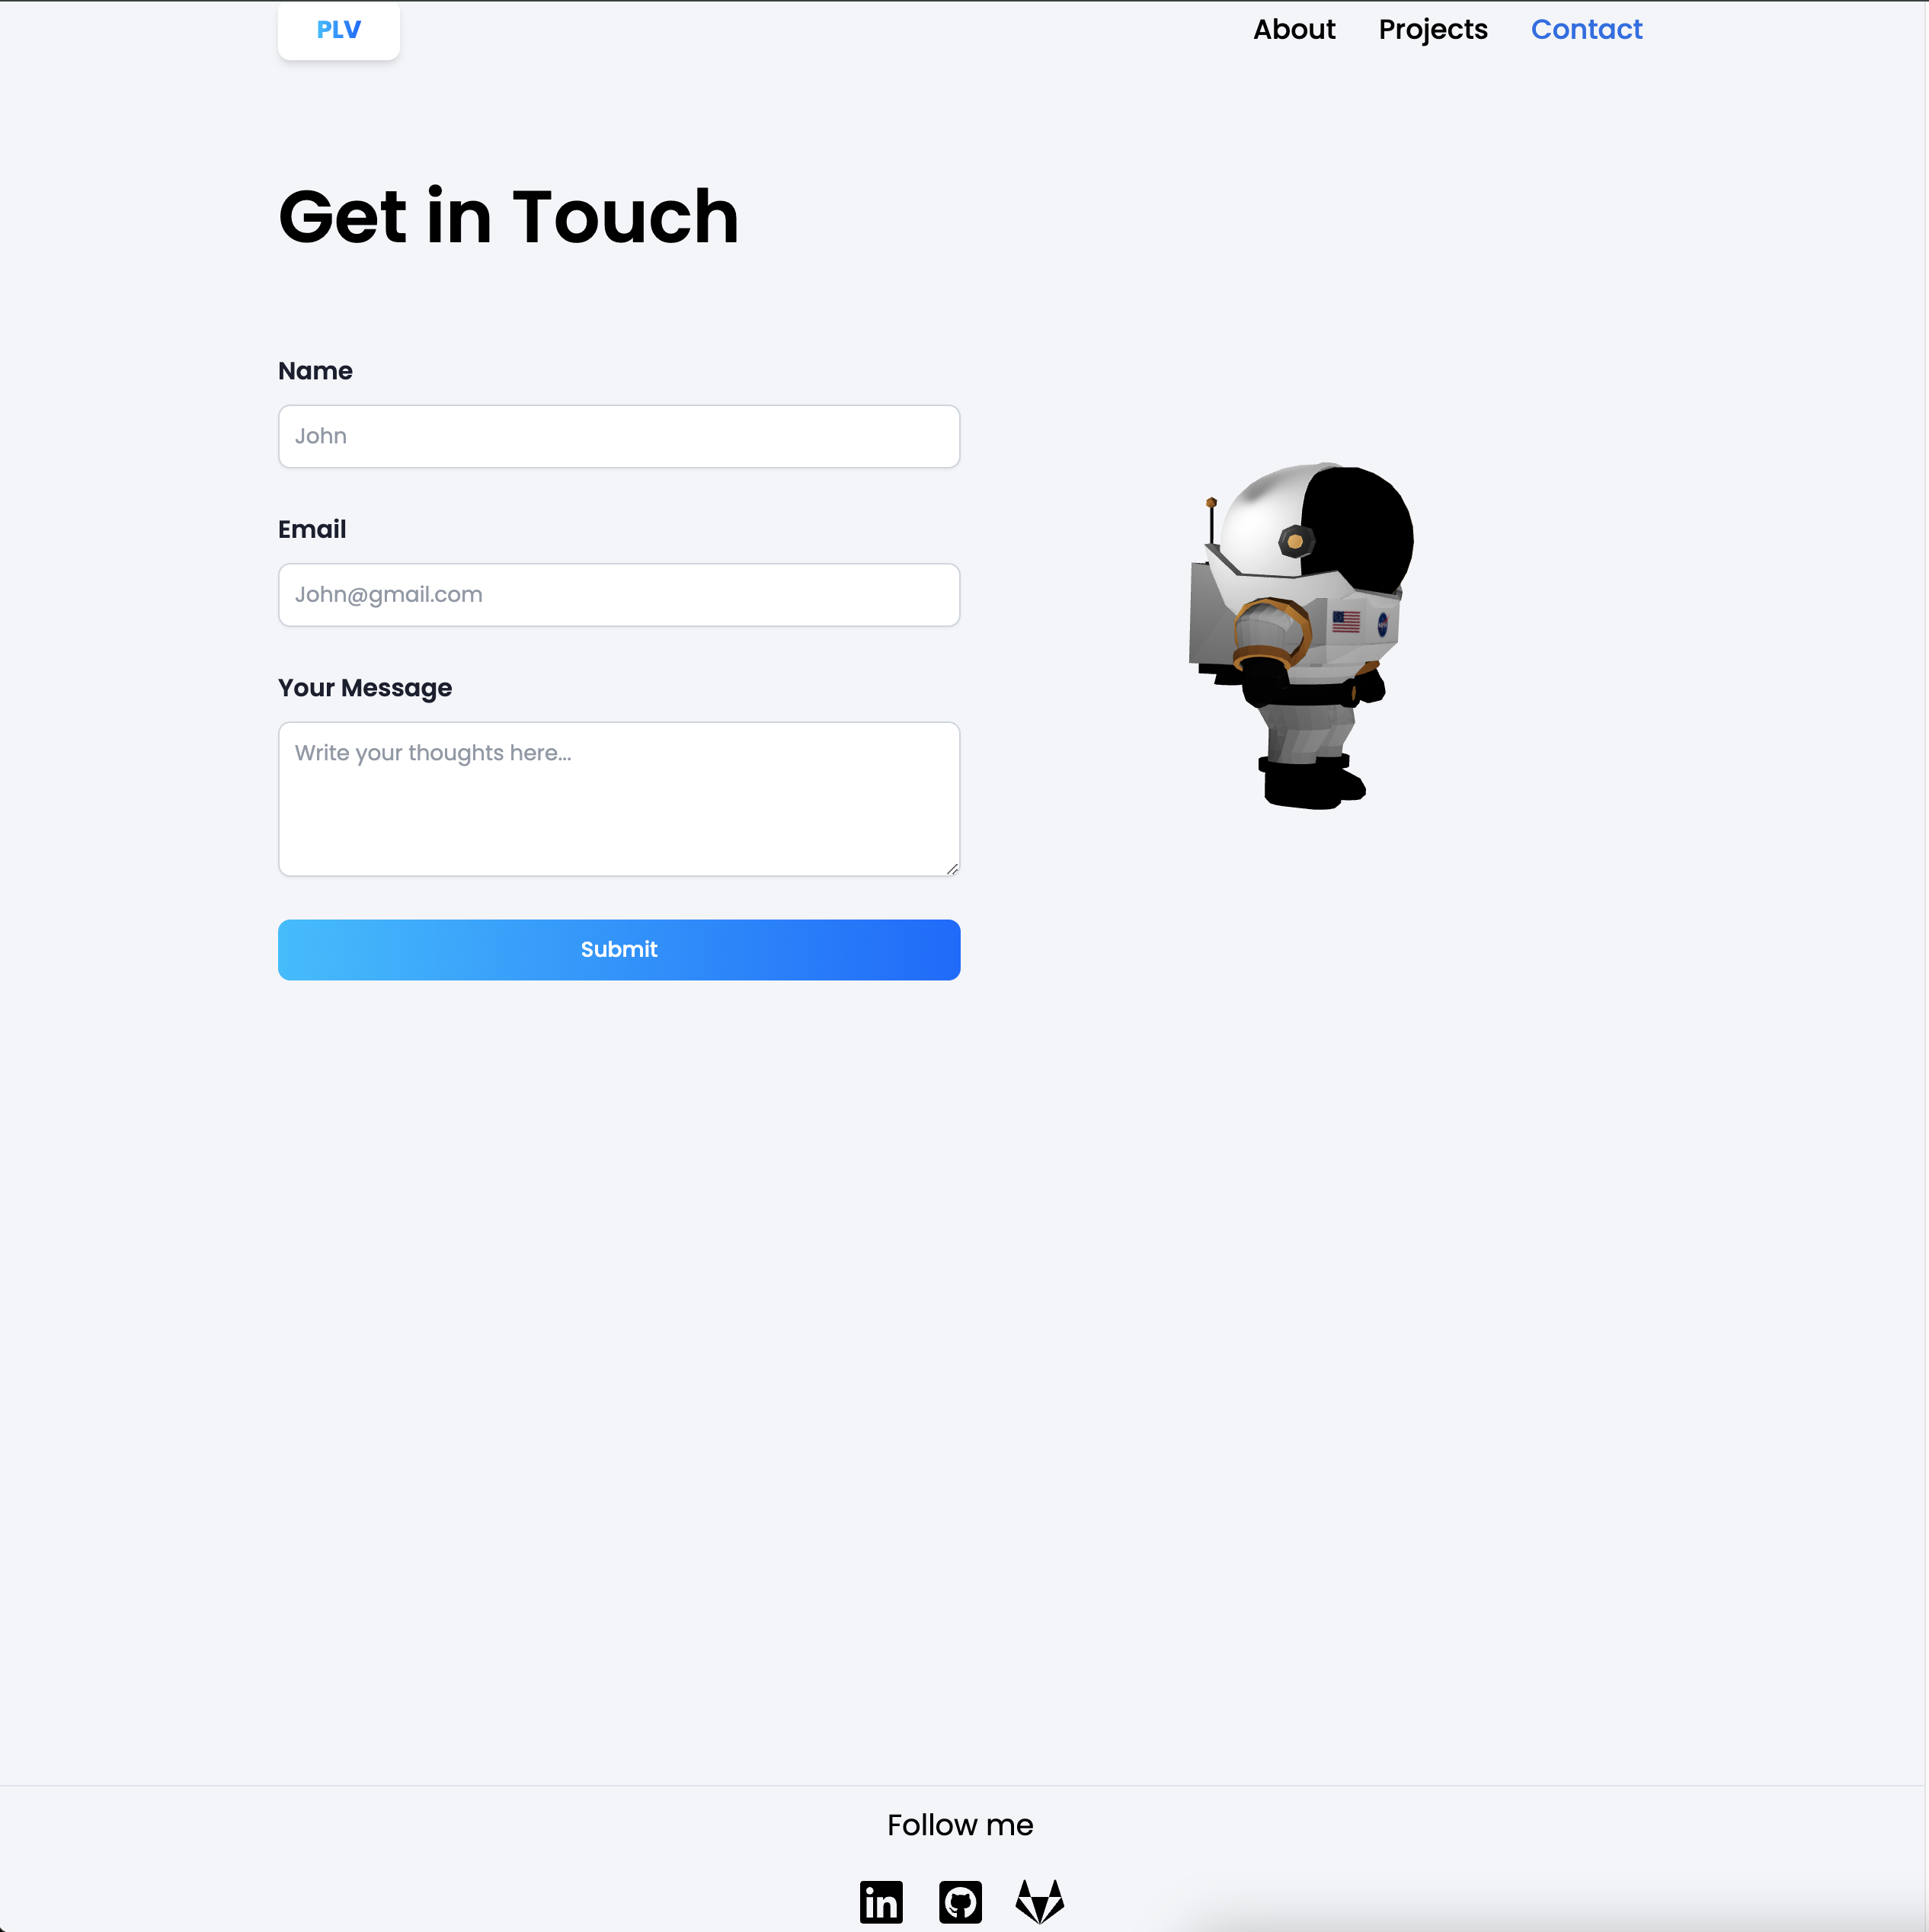 PLV
About Projects Contact
Get in Touch
Name
John
Email
John@gmail.com
Your Message
Write your thoughts here...
Submit
Follow me
in